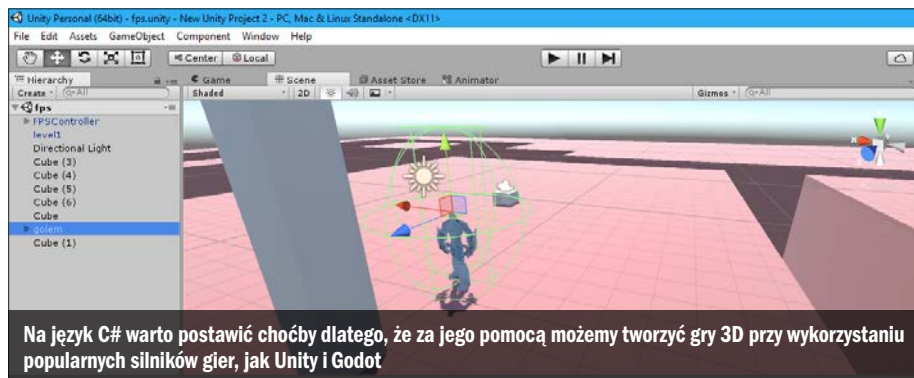 Unity Personal (64bit) - fps.unity - New Unity Project 2 - PC, Mac & Linux Standalone <DX11>
File Edit Assets GameObject Component Window Help
Center Local
Hierarchy Game Scene Asset Store Animator
Create All Shaded 2D Gizmos All
fps
FPSController
level1
Directional Light
Cube (3)
Cube (4)
Cube (5)
Cube (6)
Cube
golem
Cube (1)
Na język C# warto postawić choćby dlatego, że za jego pomocą możemy tworzyć gry 3D przy wykorzystaniu
popularnych silników gier, jak Unity i Godot